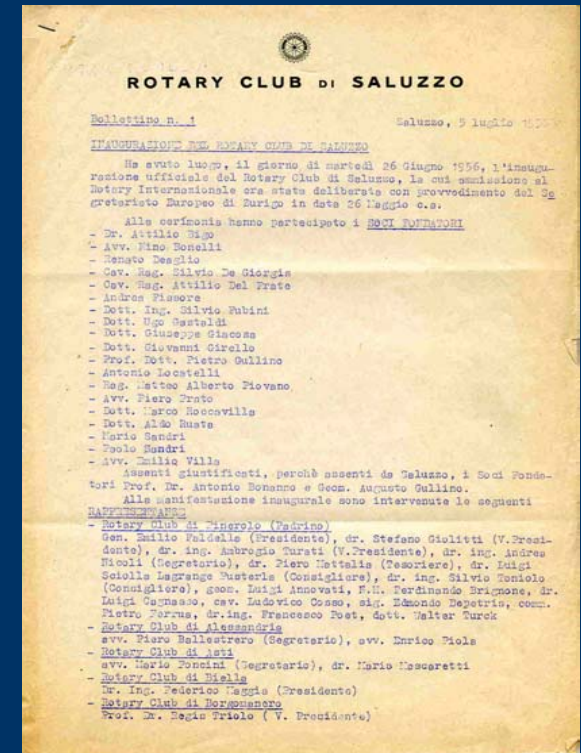 ROTARY CLUB DI SALUZZO
Bollettino n. 1 Saluzzo, 5 luglio
INAUGURAZIONE DEL ROTARY CLUB DI SALUZZO
Ha avuto luogo, il giorno di martedì 26 Giugno 1956, l'inaugu-
razione ufficiale del Rotary Club di Saluzzo, la cui ammissione al
Rotary Internazionale era stata deliberata con provvedimento del Se
gretariato Europeo di Zurigo in data 26 Maggio c.a.
Alla cerimonia hanno partecipato i SOCI FONDATORI
- Dr. Attilio Bigo
- Avv. Nino Bonelli
- Renato Deaglio
- Cav. Rag. Silvio De Giorgis
- Cav. Rag. Attilio Del Prato
- Andrea Fissore
- Dott. Ing. Silvio Fubini
- Dott. Ugo Gastaldi
- Dott. Giuseppe Giacosa
- Dott. Giovanni Girello
- Prof. Dott. Pietro Gullino
- Antonio Locatelli
- Rag. Matteo Alberto Piovano
- Avv. Piero Prato
- Dott. Marco Roccavilla
- Dott. Aldo Ruata
- Mario Sandri
- Paolo Sandri
- Avv. Emilio Villa
Assenti giustificati, perchè assenti da Saluzzo, i Soci Fonda-
tori Prof. Dr. Antonio Bonanno e Geom. Augusto Gullino.
Alla manifestazione inaugurale sono intervenute le seguenti
RAPPRESENTANZE
- Rotary Club di Pinerolo (Padrino)
Gen. Emilio Faldella (Presidente), dr. Stefano Giolitti (V.Presi-
dente), dr. ing. Ambrogio Turati (V.Presidente), dr. ing. Andrea
Nicoli (Segretario), dr. Piero Mattalia (Tesoriere), dr. Luigi
Sciolla Lagrange Pusterla (Consigliere), dr. ing. Silvio Toniolo
(Consigliere), geom. Luigi Annovati, N.H. Ferdinando Brignone, dr.
Luigi Cagnasso, cav. Ludovico Cosso, sig. Edmondo Depetris, comm.
Pietro Ferrua, dr.ing. Francesco Poet, dott. Walter Turck
- Rotary Club di Alessandria
avv. Piero Ballestrero (Segretario), avv. Enrico Piola
- Rotary Club di Asti
avv. Mario Poncini (Segretario), dr. Mario Mascaretti
- Rotary Club di Biella
Dr. Ing. Federico Maggia (Presidente)
- Rotary Club di Borgomanero
Prof. Dr. Regis Triolo ( V. Presidente)